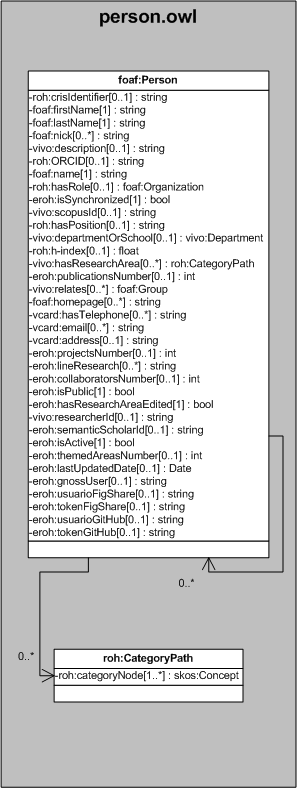 person.owl
foaf:Person
-roh:crisIdentifier[0..1] : string
-foaf:firstName[1] : string
-foaf:lastName[1] : string
-foaf:nick[0..*] : string
-vivo:description[0..1] : string
-roh:ORCID[0..1] : string
-foaf:name[1] : string
-roh:hasRole[0..1] : foaf:Organization
-eroh:isSynchronized[1] : bool
-vivo:scopusId[0..1] : string
-roh:hasPosition[0..1] : string
-vivo:departmentOrSchool[0..1] : vivo:Department
-roh:h-index[0..1] : float
-vivo:hasResearchArea[0..*] : roh:CategoryPath
-eroh:publicationsNumber[0..1] : int
-vivo:relates[0..*] : foaf:Group
-foaf:homepage[0..*] : string
-vcard:hasTelephone[0..*] : string
-vcard:email[0..*] : string
-vcard:address[0..1] : string
-eroh:projectsNumber[0..1] : int
-eroh:lineResearch[0..*] : string
-eroh:collaboratorsNumber[0..1] : int
-eroh:isPublic[1] : bool
-eroh:hasResearchAreaEdited[1] : bool
-vivo:researcherId[0..1] : string
-eroh:semanticScholarId[0..1] : string
-eroh:isActive[1] : bool
-eroh:themedAreasNumber[0..*] : int
-eroh:lastUpdatedDate[0..1] : Date
-eroh:gnossUser[0..1] : string
-eroh:usuarioFigShare[0..1] : string
-eroh:tokenFigShare[0..1] : string
-eroh:usuarioGitHub[0..1] : string
-eroh:tokenGitHub[0..1] : string
0..*
0..*
roh:CategoryPath
-roh:categoryNode[1..*] : skos:Concept